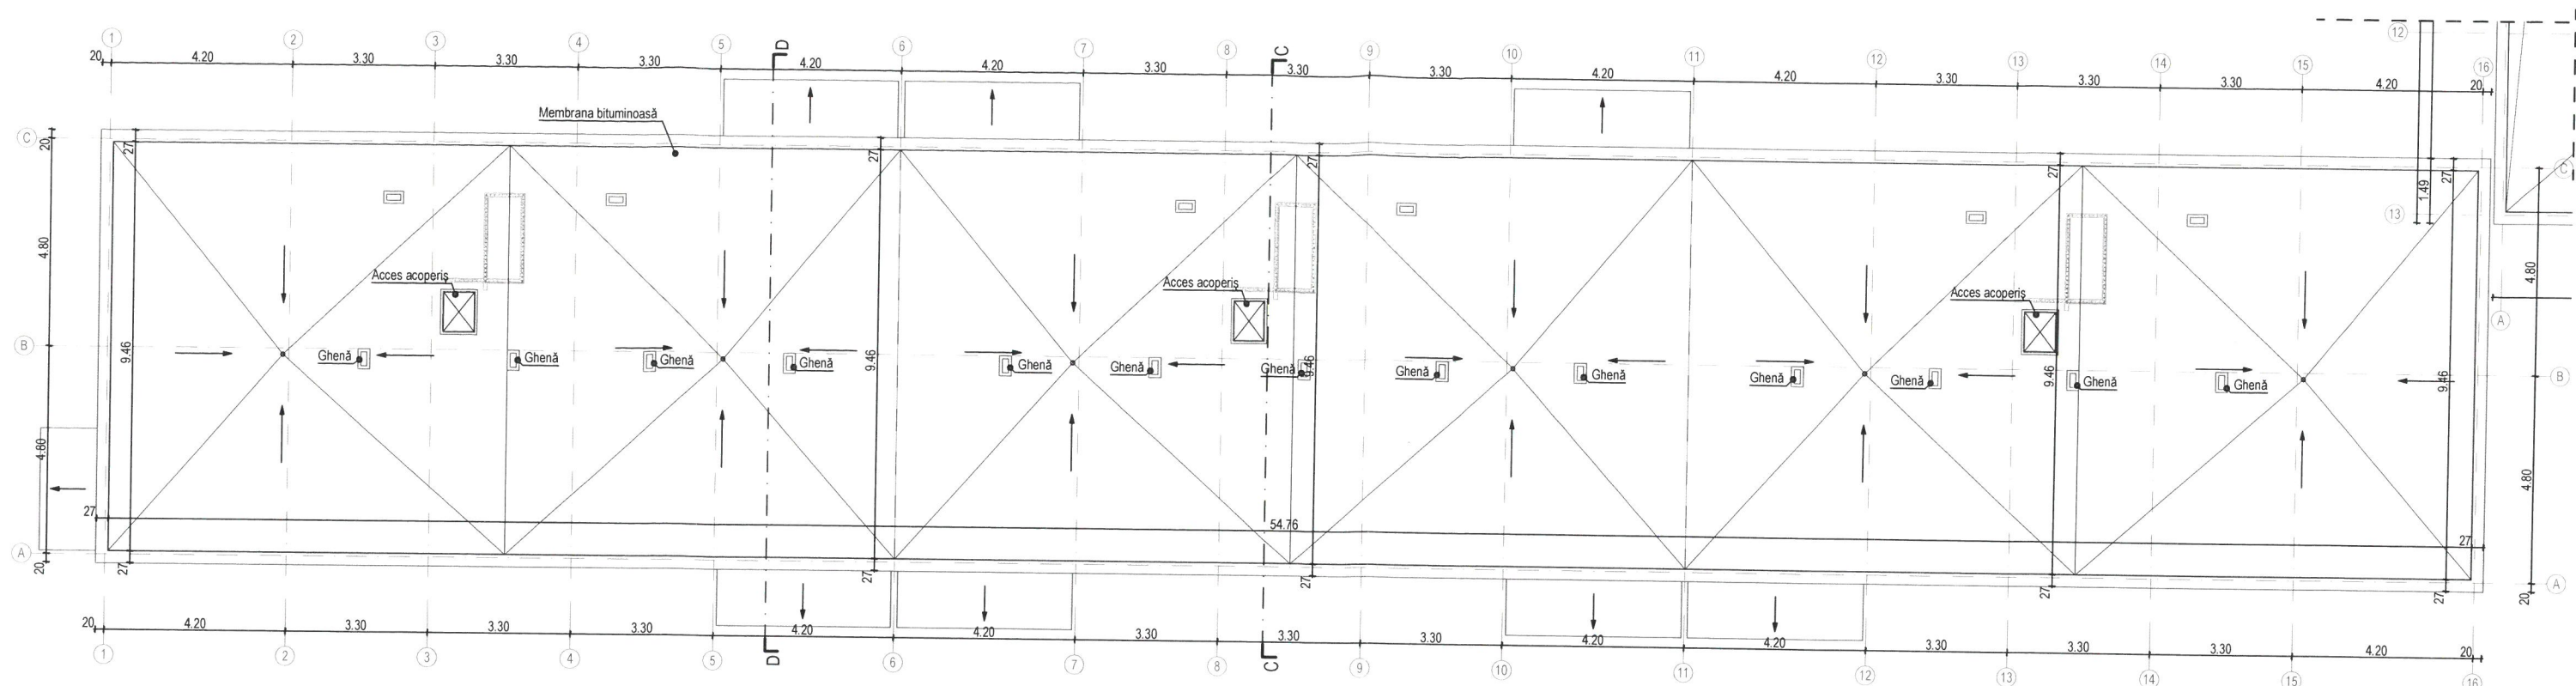 1 2 3 4 5 D 6 7 8 C 9 10 11 12 13 14 15 16 12
20 4.20 3.30 3.30 3.30 4.20 4.20 3.30 3.30 3.30 4.20 4.20 3.30 3.30 3.30 4.20 20
Membrana bituminoasă
C 20 27 27 27 27 27 C
1.49
13
4.80 4.80
Acces acoperiș Acces acoperiș Acces acoperiș
A
B 9.46 Ghenă Ghenă Ghenă Ghenă 9.46 Ghenă Ghenă Ghenă 9.46 Ghenă Ghenă Ghenă Ghenă 9.46 Ghenă Ghenă 9.46 B
4.80 4.80
27 54.76 27
A 20 27 27 27 27 27 20 A
20 4.20 3.30 3.30 3.30 4.20 4.20 3.30 3.30 3.30 4.20 4.20 3.30 3.30 3.30 4.20 20
1 2 3 4 5 D 6 7 8 C 9 10 11 12 13 14 15 16